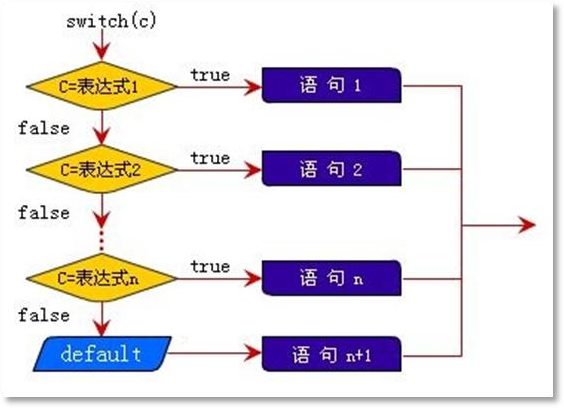 switch(c)
C=表达式1
true
语 句 1
false
C=表达式2
true
语 句 2
false
C=表达式n
true
语 句 n
false
default
语 句 n+1